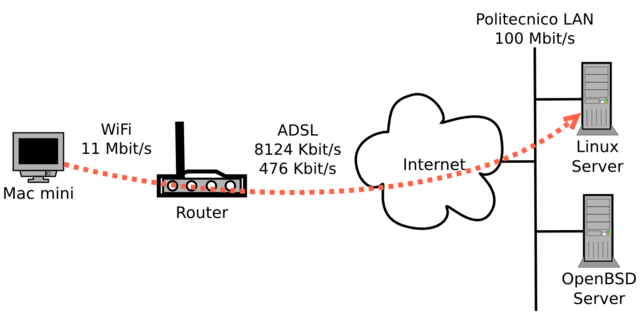 Politecnico LAN
100 Mbit/s
WiFi
11 Mbit/s
ADSL
8124 Kbit/s
476 Kbit/s
Internet
Linux
Server
Mac mini
Router
OpenBSD
Server